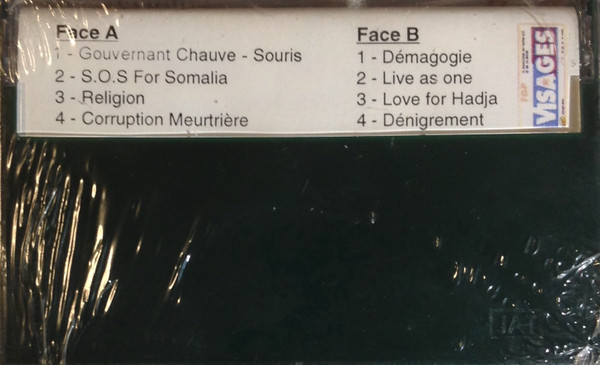 Face A
1 - Gouvernant Chauve - Souris
2 - S.O.S For Somalia
3 - Religion
4 - Corruption Meurtrière
Face B
1 - Démagogie
2 - Live as one
3 - Love for Hadja
4 - Dénigrement
TOP
VISAGES